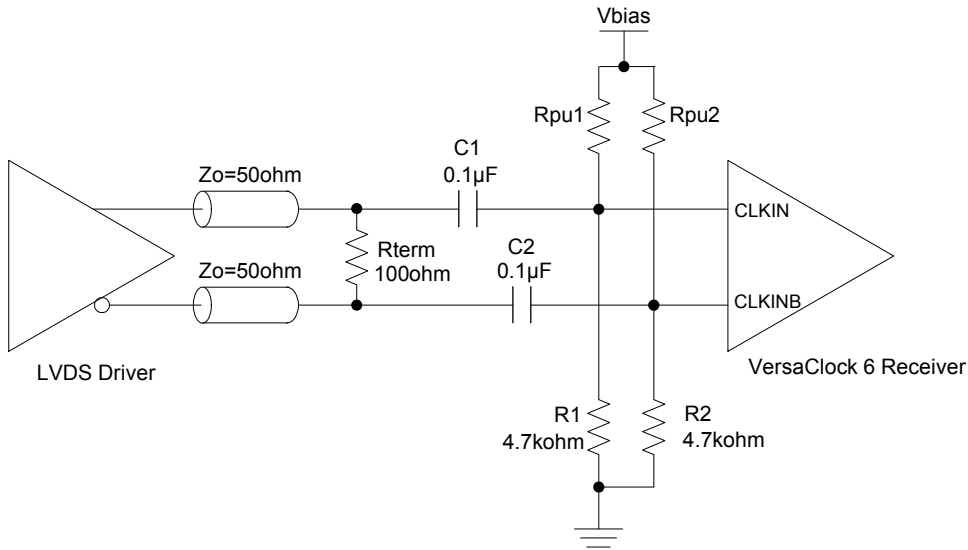 Vbias
Rpu1
Rpu2
C1
0.1µF
Zo=50ohm
CLKIN
Rterm
100ohm
C2
0.1µF
Zo=50ohm
CLKINB
LVDS Driver
VersaClock 6 Receiver
R1
4.7kohm
R2
4.7kohm